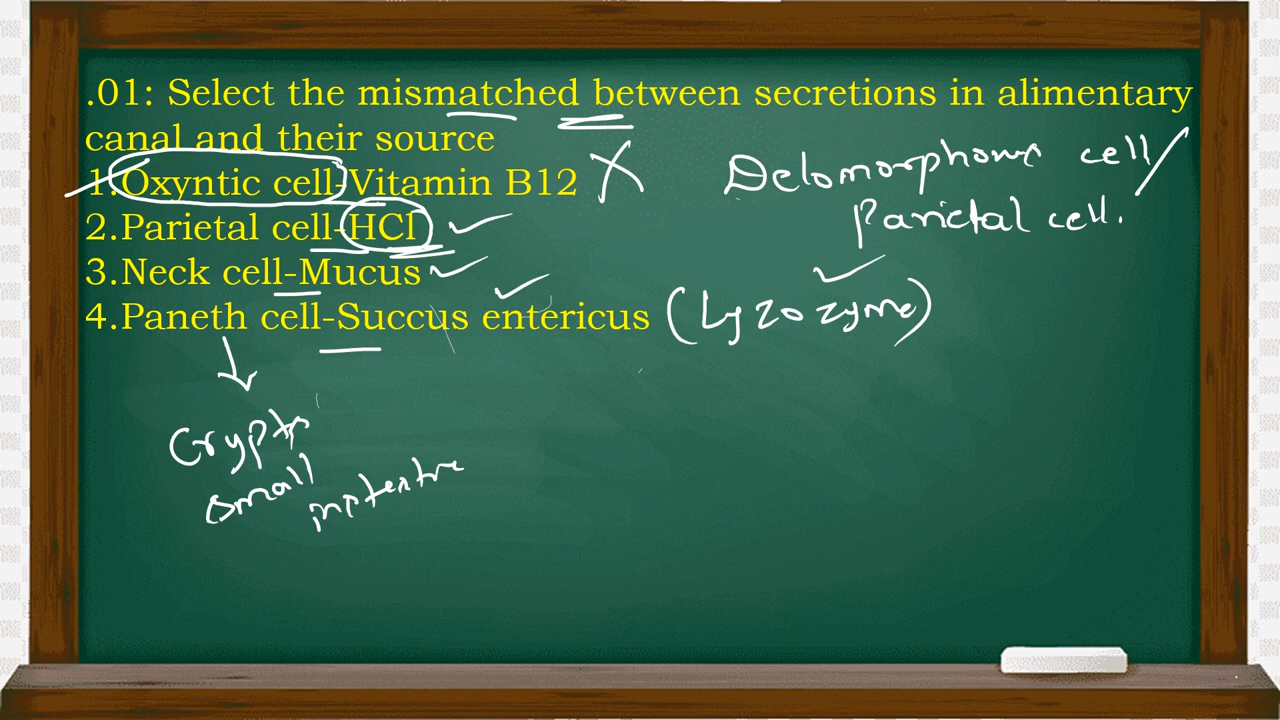 .01: Select the mismatched between secretions in alimentary
canal and their source
1.Oxyntic cell-Vitamin B12
2.Parietal cell-HCl
3.Neck cell-Mucus
4.Paneth cell-Succus entericus (Lyzozyme)
Delomorphous cell/
Parietal cell.
Crypts
small
intestine